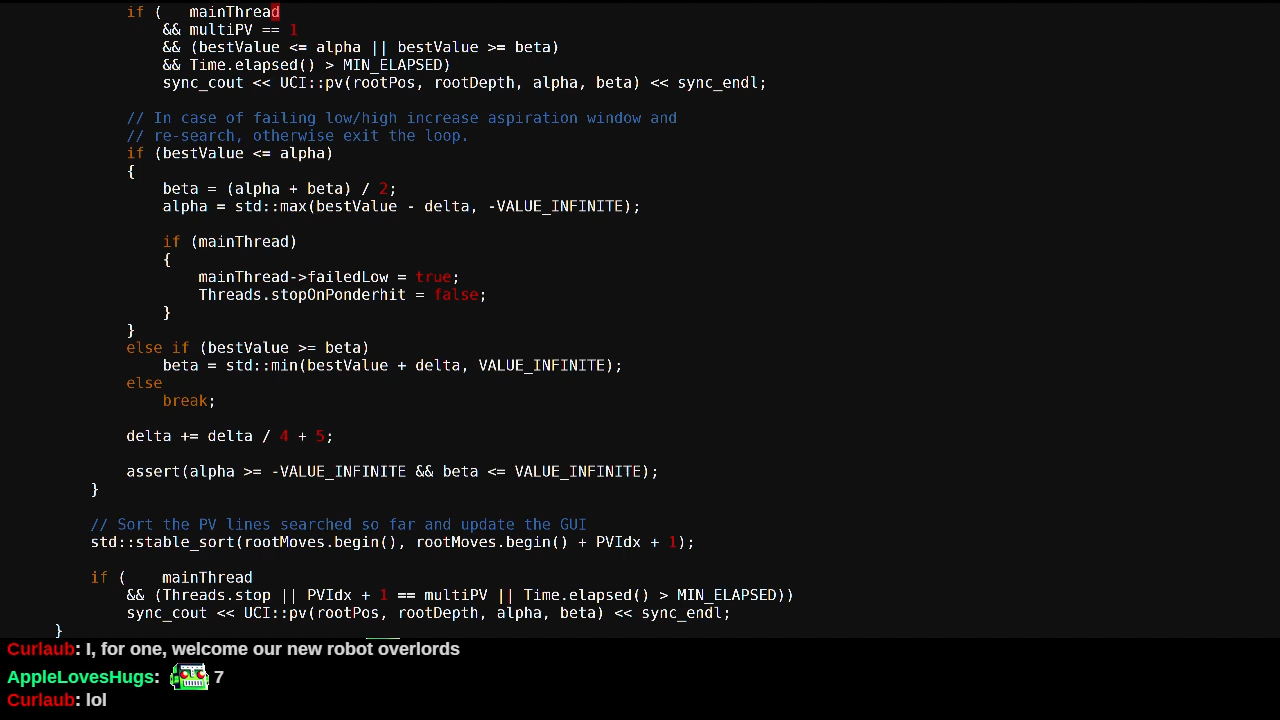 if (   mainThread
&& multiPV == 1
&& (bestValue <= alpha || bestValue >= beta)
&& Time.elapsed() > MIN_ELAPSED)
sync_cout << UCI::pv(rootPos, rootDepth, alpha, beta) << sync_endl;
// In case of failing low/high increase aspiration window and
// re-search, otherwise exit the loop.
if (bestValue <= alpha)
{
beta = (alpha + beta) / 2;
alpha = std::max(bestValue - delta, -VALUE_INFINITE);
if (mainThread)
{
mainThread->failedLow = true;
Threads.stopOnPonderhit = false;
}
}
else if (bestValue >= beta)
beta = std::min(bestValue + delta, VALUE_INFINITE);
else
break;
delta += delta / 4 + 5;
assert(alpha >= -VALUE_INFINITE && beta <= VALUE_INFINITE);
}
// Sort the PV lines searched so far and update the GUI
std::stable_sort(rootMoves.begin(), rootMoves.begin() + PVIdx + 1);
if (    mainThread
&& (Threads.stop || PVIdx + 1 == multiPV || Time.elapsed() > MIN_ELAPSED))
sync_cout << UCI::pv(rootPos, rootDepth, alpha, beta) << sync_endl;
}
Curlaub: I, for one, welcome our new robot overlords
AppleLovesHugs: 7
Curlaub: lol